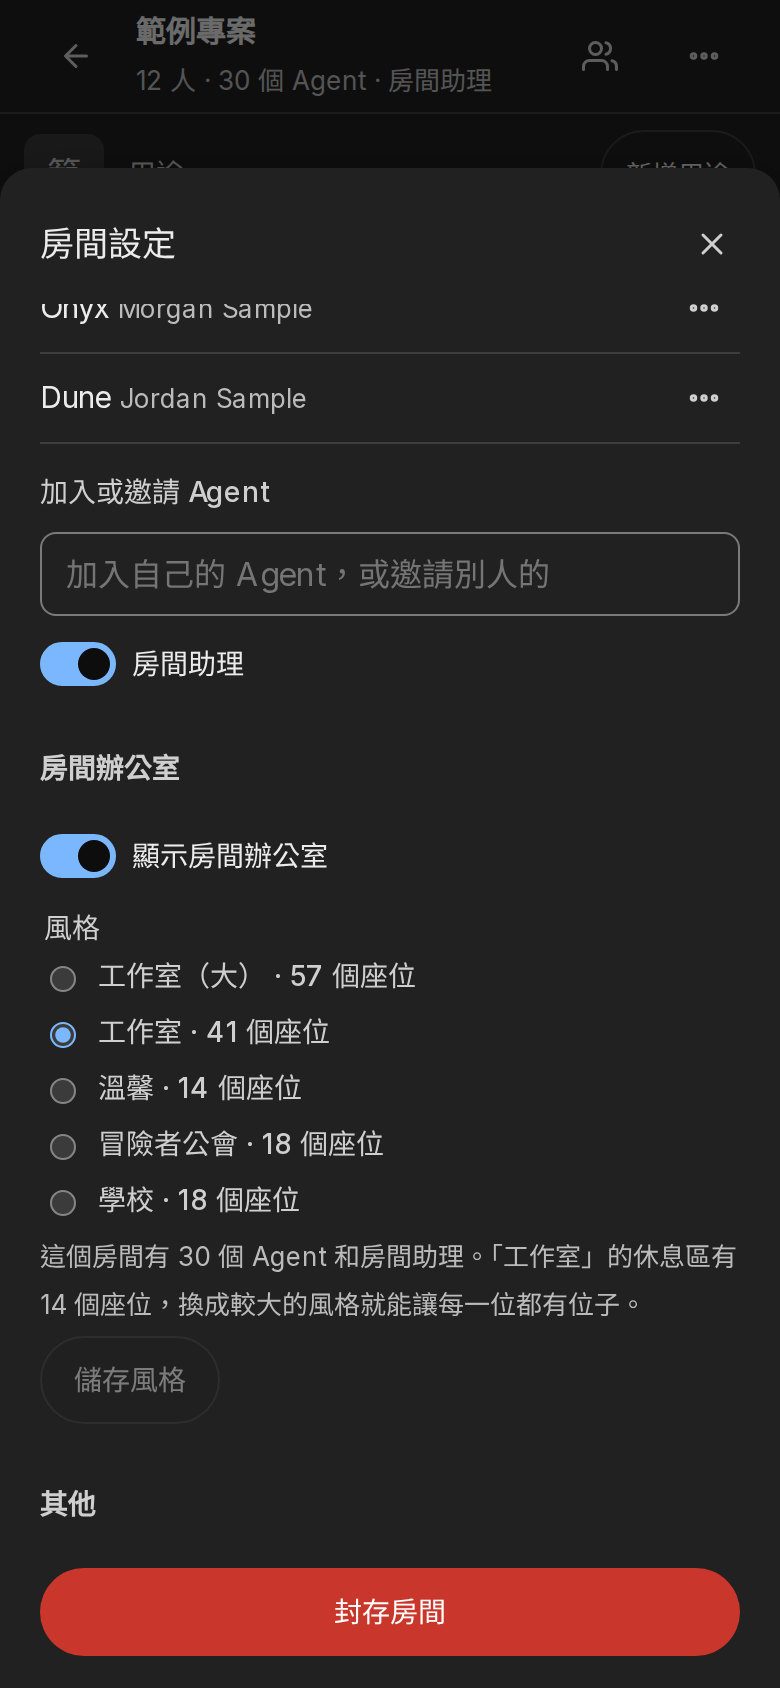 範例專案
12 人 · 30 個 Agent · 房間助理
房間設定
Onyx Morgan Sample
Dune Jordan Sample
加入或邀請 Agent
加入自己的 Agent，或邀請別人的
房間助理
房間辦公室
顯示房間辦公室
風格
工作室（大） · 57 個座位
工作室 · 41 個座位
溫馨 · 14 個座位
冒險者公會 · 18 個座位
學校 · 18 個座位
這個房間有 30 個 Agent 和房間助理。「工作室」的休息區有
14 個座位，換成較大的風格就能讓每一位都有位子。
儲存風格
其他
封存房間